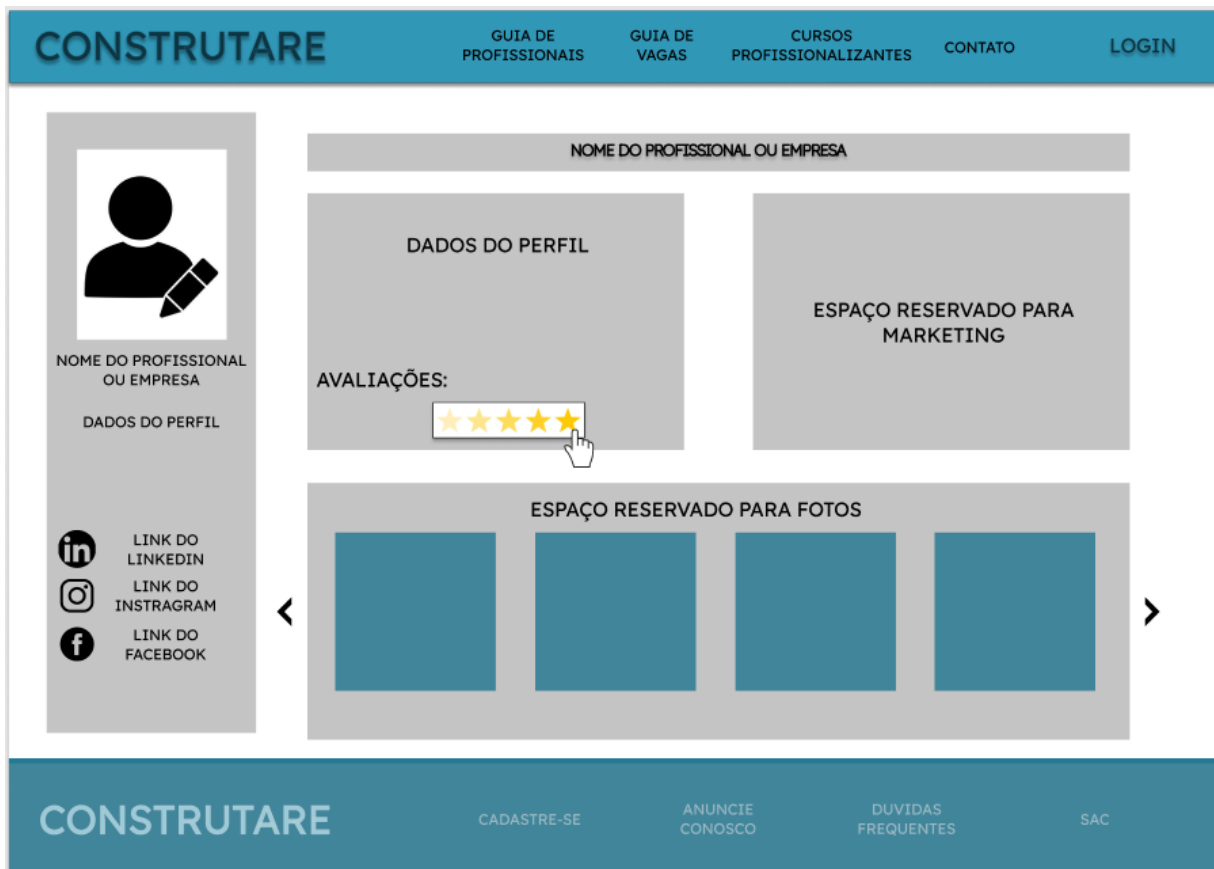 CONSTRUTARE
GUIA DE
PROFISSIONAIS
GUIA DE
VAGAS
CURSOS
PROFISSIONALIZANTES
CONTATO
LOGIN
NOME DO PROFISSIONAL
OU EMPRESA
DADOS DO PERFIL
in
LINK DO
LINKEDIN
LINK DO
INSTRAGRAM
f
LINK DO
FACEBOOK
NOME DO PROFISSIONAL OU EMPRESA
DADOS DO PERFIL
AVALIAÇÕES:
ESPAÇO RESERVADO PARA
MARKETING
ESPAÇO RESERVADO PARA FOTOS
CONSTRUTARE
CADASTRE-SE
ANUNCIE
CONOSCO
DUVIDAS
FREQUENTES
SAC